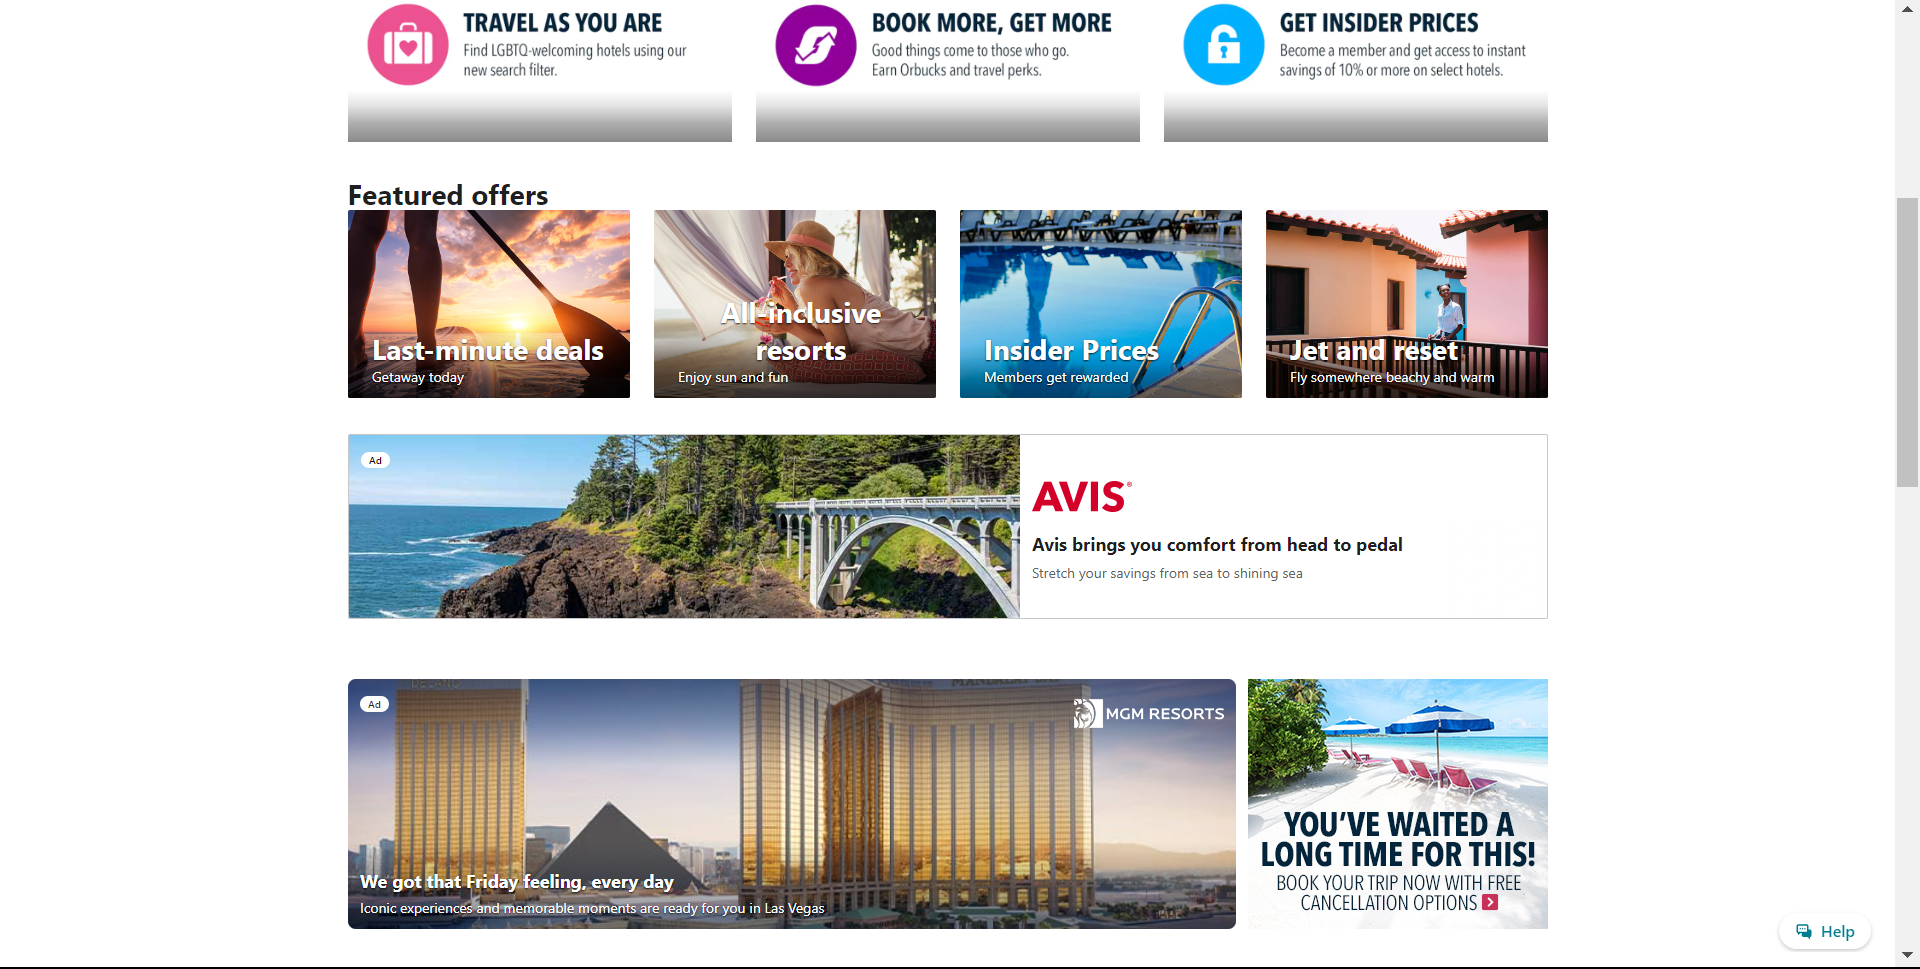 TRAVEL AS YOU ARE
Find LGBTQ-welcoming hotels using our
new search filter.
BOOK MORE, GET MORE
Good things come to those who go.
Earn Orbucks and travel perks.
GET INSIDER PRICES
Become a member and get access to instant
savings of 10% or more on select hotels.
Featured offers
Last-minute deals
Getaway today
All-inclusive
resorts
Enjoy sun and fun
Insider Prices
Members get rewarded
Jet and reset
Fly somewhere beachy and warm
Ad
AVIS®
Avis brings you comfort from head to pedal
Stretch your savings from sea to shining sea
Ad
MGM RESORTS
We got that Friday feeling, every day
Iconic experiences and memorable moments are ready for you in Las Vegas
YOU'VE WAITED A
LONG TIME FOR THIS!
BOOK YOUR TRIP NOW WITH FREE
CANCELLATION OPTIONS
Help